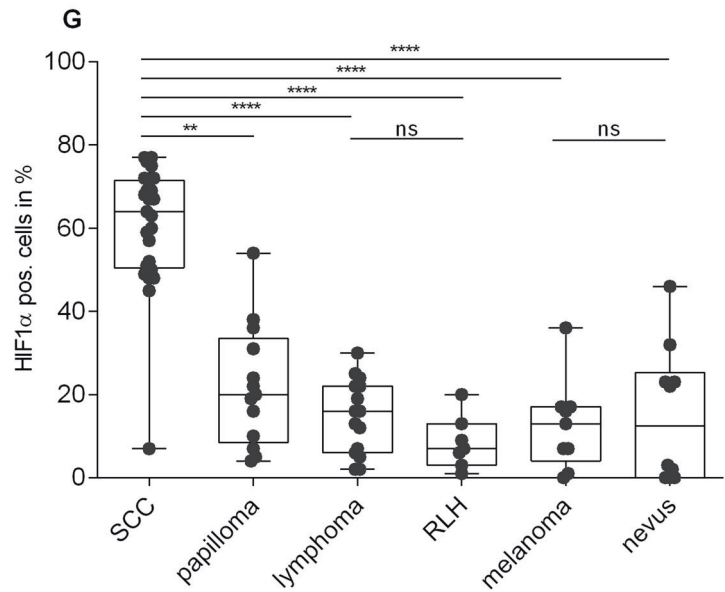 G
****
****
****
****
**
ns
ns
100
80
60
40
20
0
HIF1α pos. cells in %
SCC
papilloma
lymphoma
RLH
melanoma
nevus